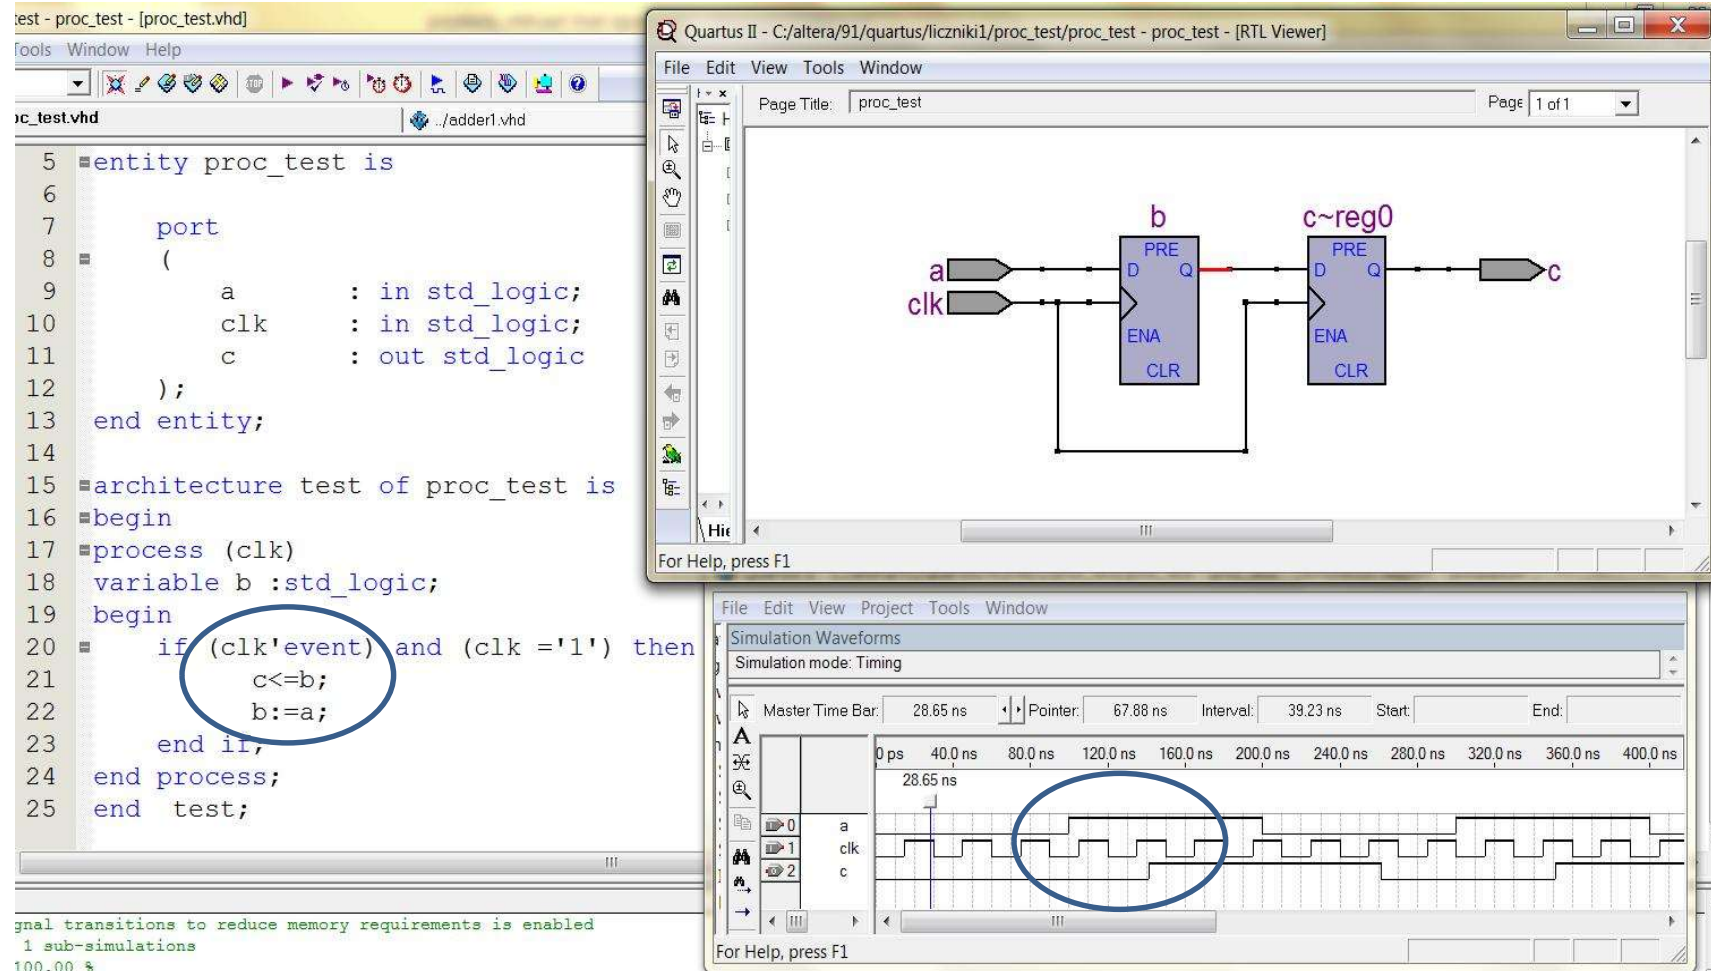 test - proc_test - [proc_test.vhd]
Tools Window Help
oc_test.vhd
../adder1.vhd
5 entity proc_test is
6
7 port
8 (
9 a : in std_logic;
10 clk : in std_logic;
11 c : out std_logic
12 );
13 end entity;
14
15 architecture test of proc_test is
16 begin
17 process (clk)
18 variable b :std_logic;
19 begin
20 if (clk'event) and (clk ='1') then
21 c<=b;
22 b:=a;
23 end if;
24 end process;
25 end test;
gnal transitions to reduce memory requirements is enabled
1 sub-simulations
100.00 %
Quartus II - C:/altera/91/quartus/liczniki1/proc_test/proc_test - proc_test - [RTL Viewer]
File Edit View Tools Window
Page Title: proc_test
Page 1 of 1
Hie
b
c~reg0
PRE
D Q
ENA
CLR
PRE
D Q
ENA
CLR
a
clk
c
For Help, press F1
File Edit View Project Tools Window
Simulation Waveforms
Simulation mode: Timing
Master Time Bar: 28.65 ns Pointer: 67.88 ns Interval: 39.23 ns Start: End:
0 ps 40.0 ns 80.0 ns 120.0 ns 160.0 ns 200.0 ns 240.0 ns 280.0 ns 320.0 ns 360.0 ns 400.0 ns
28.65 ns
0 a
1 clk
2 c
For Help, press F1